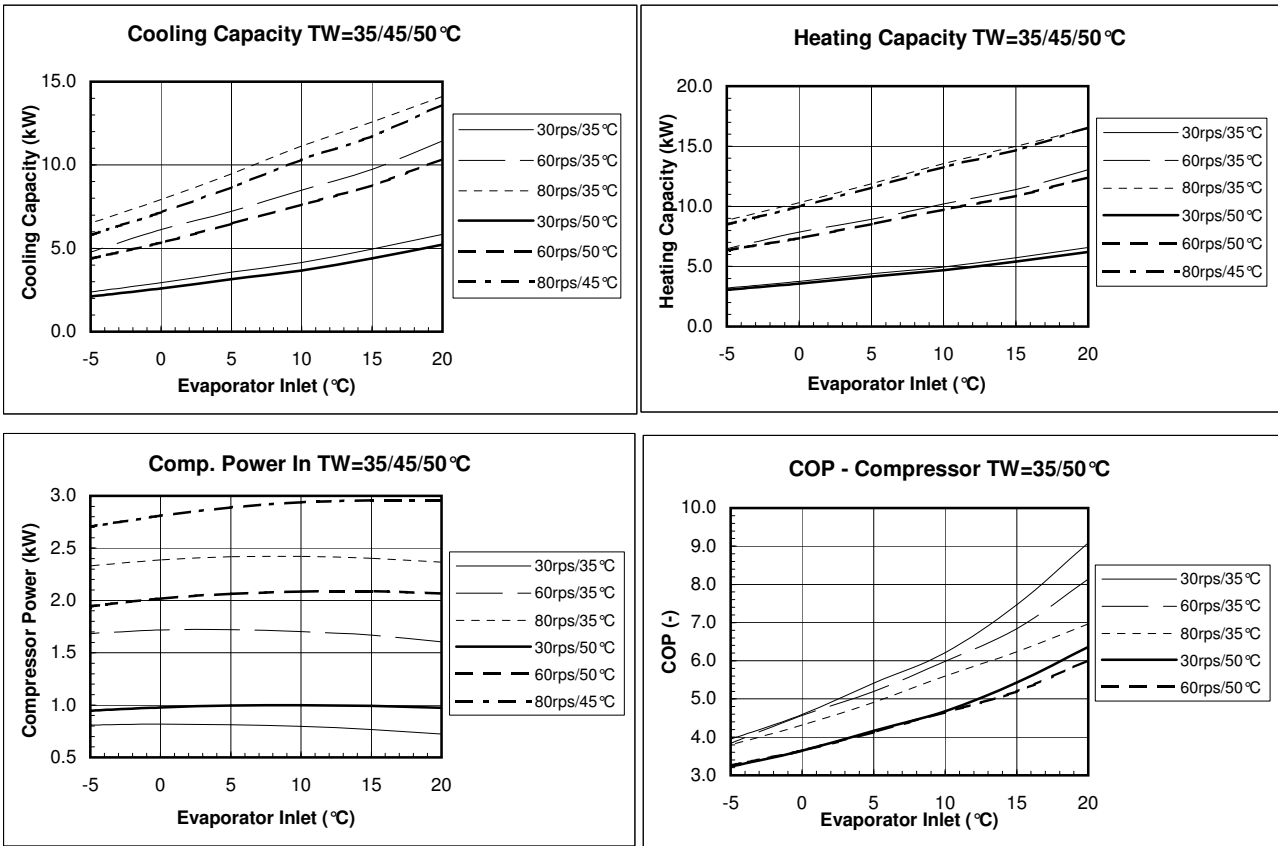 Cooling Capacity TW=35/45/50°C
Cooling Capacity (kW)
15.0
10.0
5.0
0.0
-5 0 5 10 15 20
Evaporator Inlet (°C)
30rps/35°C
60rps/35°C
80rps/35°C
30rps/50°C
60rps/50°C
80rps/45°C
Heating Capacity TW=35/45/50°C
Heating Capacity (kW)
20.0
15.0
10.0
5.0
0.0
-5 0 5 10 15 20
Evaporator Inlet (°C)
30rps/35°C
60rps/35°C
80rps/35°C
30rps/50°C
60rps/50°C
80rps/45°C
Comp. Power In TW=35/45/50°C
Compressor Power (kW)
3.0
2.5
2.0
1.5
1.0
0.5
-5 0 5 10 15 20
Evaporator Inlet (°C)
30rps/35°C
60rps/35°C
80rps/35°C
30rps/50°C
60rps/50°C
80rps/45°C
COP - Compressor TW=35/50°C
COP (-)
10.0
9.0
8.0
7.0
6.0
5.0
4.0
3.0
-5 0 5 10 15 20
Evaporator Inlet (°C)
30rps/35°C
60rps/35°C
80rps/35°C
30rps/50°C
60rps/50°C